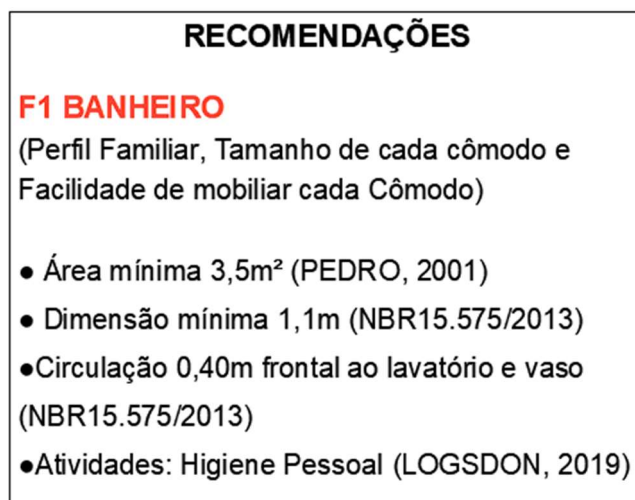 RECOMENDAÇÕES
F1 BANHEIRO
(Perfil Familiar, Tamanho de cada cômodo e
Facilidade de mobiliar cada Cômodo)
● Área mínima 3,5m² (PEDRO, 2001)
● Dimensão mínima 1,1m (NBR15.575/2013)
●Circulação 0,40m frontal ao lavatório e vaso
(NBR15.575/2013)
●Atividades: Higiene Pessoal (LOGSDON, 2019)